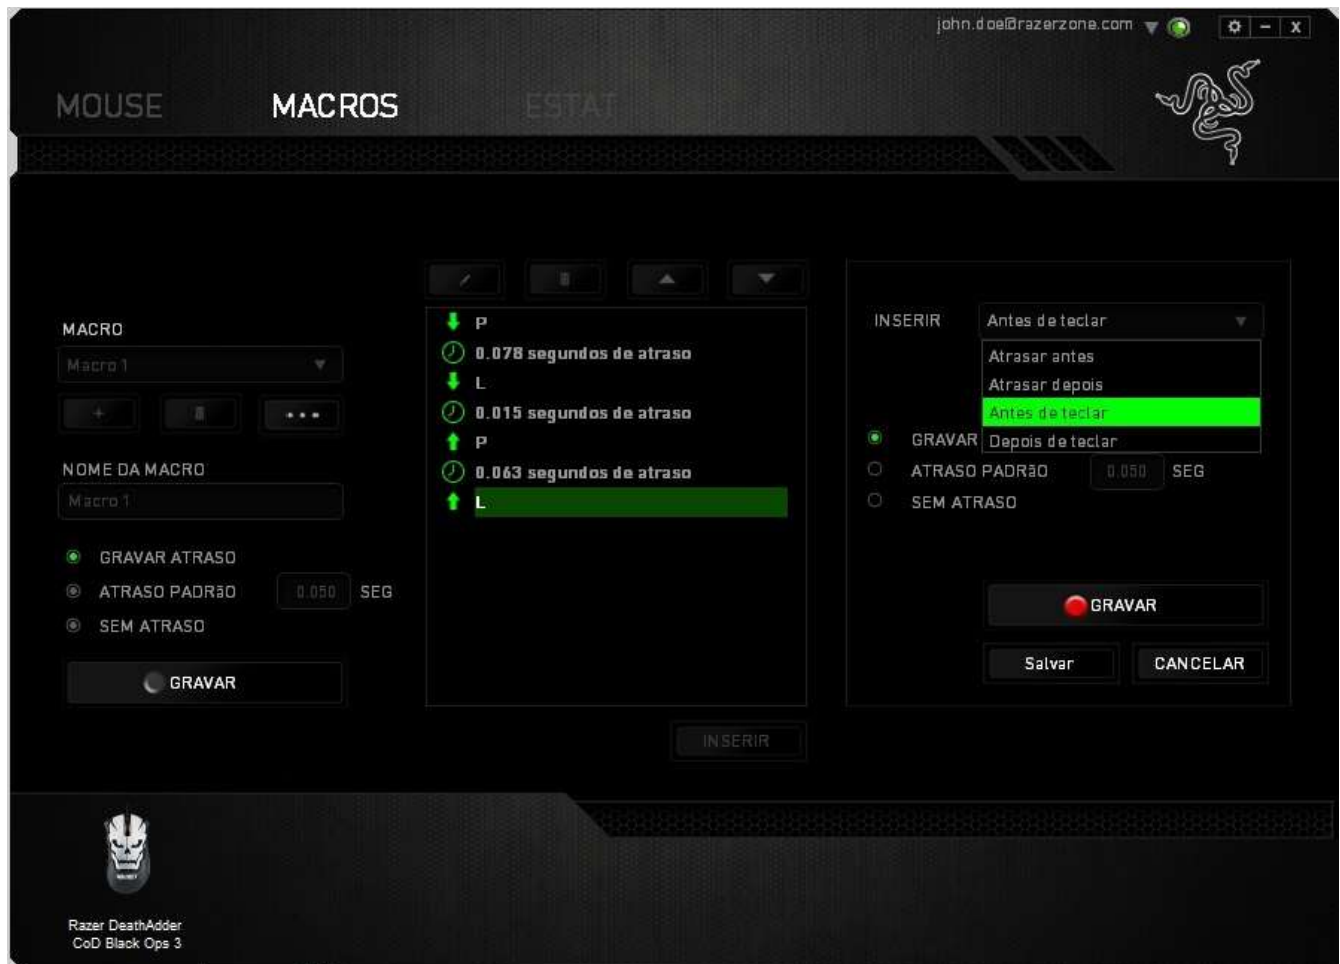 john.doe@razerzone.com
MOUSE
MACROS
ESTAT
MACRO
Macro 1
NOME DA MACRO
Macro 1
GRAVAR ATRASO
ATRASO PADRãO
0.050
SEG
SEM ATRASO
GRAVAR
P
0.078 segundos de atraso
L
0.015 segundos de atraso
P
0.063 segundos de atraso
L
INSERIR
INSERIR
Antes de teclar
Atrasar antes
Atrasar depois
Antes de teclar
Depois de teclar
GRAVAR
ATRASO PADRãO
0.050
SEG
SEM ATRASO
GRAVAR
Salvar
CANCELAR
Razer DeathAdder
CoD Black Ops 3